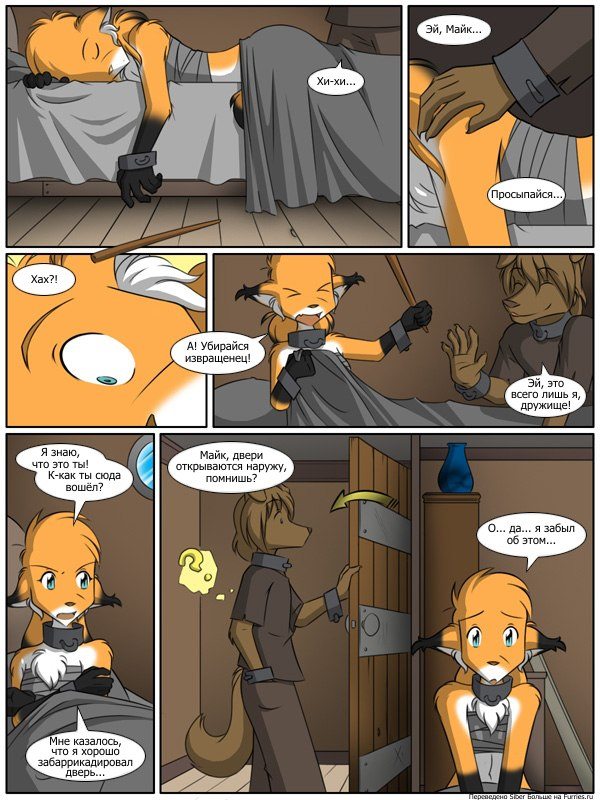 Хи-хи...
Эй, Майк...
Просыпайся...
Хах?!
А! Убирайся
извращенец!
Эй, это
всего лишь я,
дружище!
Я знаю,
что это ты!
К-как ты сюда
вошёл?
Мне казалось,
что я хорошо
забаррикадировал
дверь...
Майк, двери
открываются наружу,
помнишь?
?
О... да... я забыл
об этом...
Переведено Siber Больше на Furries.ru